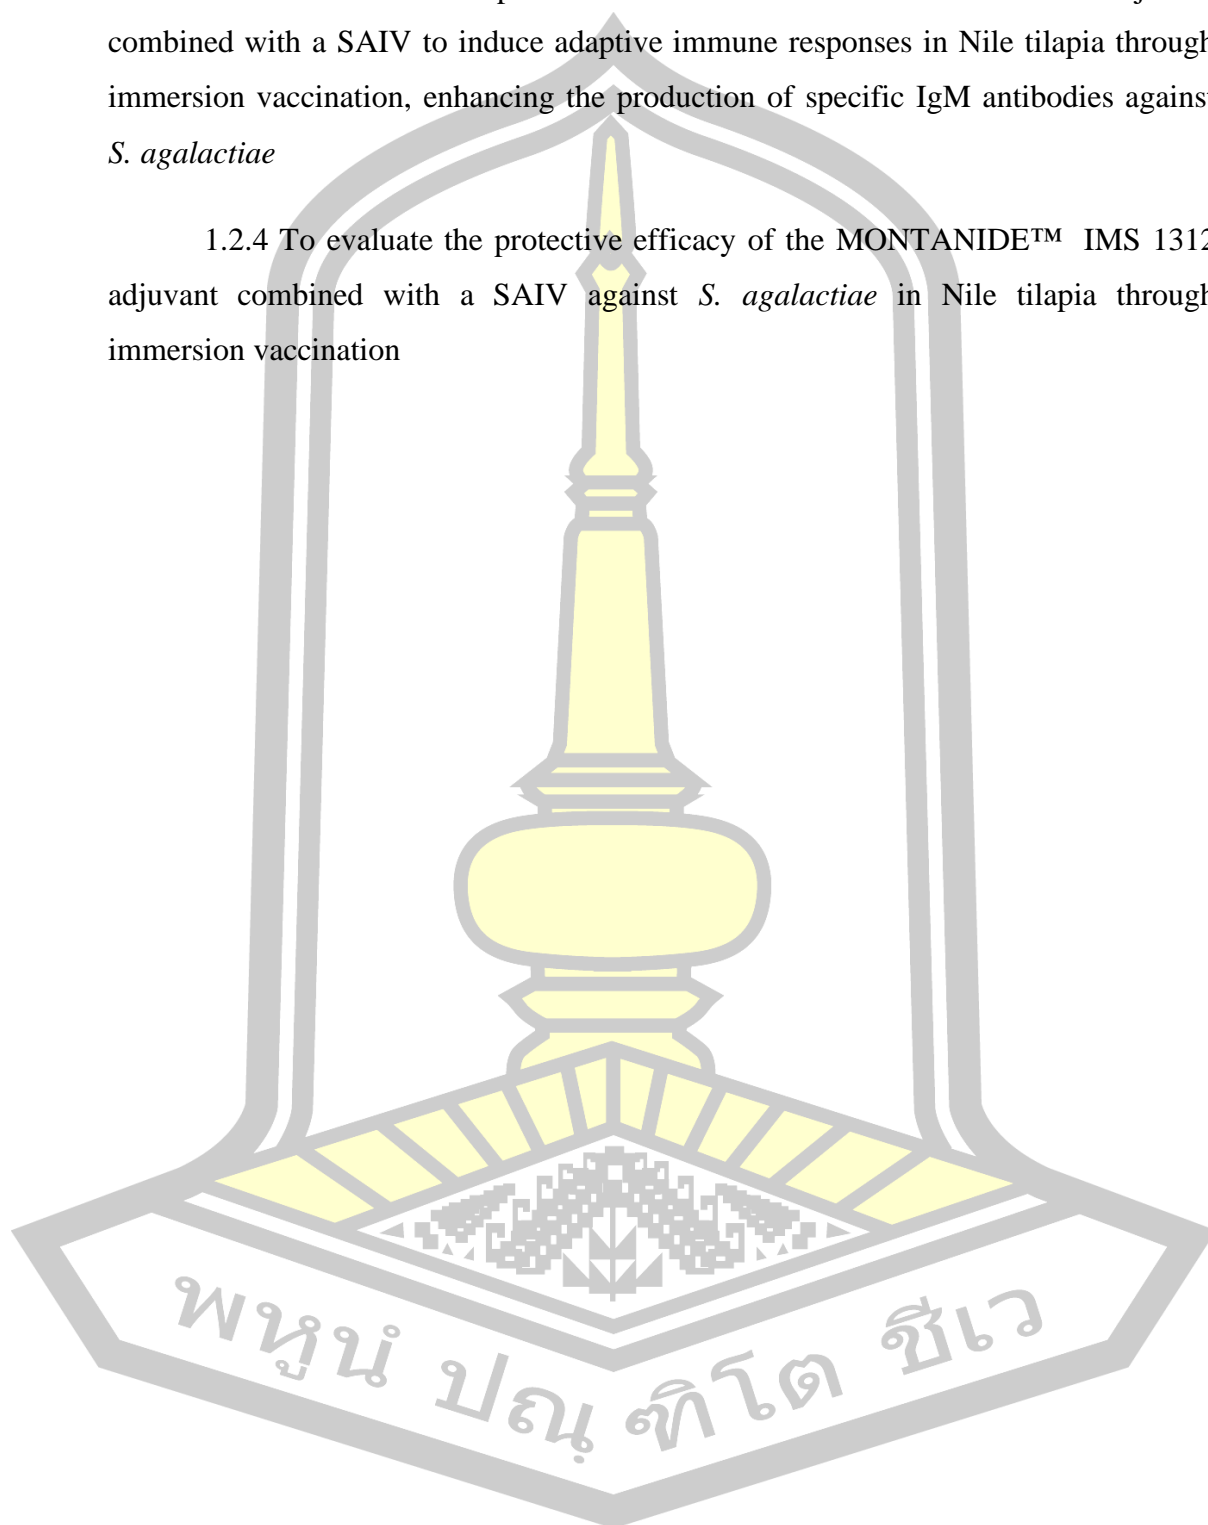 combined with a SAIV to induce adaptive immune responses in Nile tilapia through
immersion vaccination, enhancing the production of specific IgM antibodies against
S. agalactiae
1.2.4 To evaluate the protective efficacy of the MONTANIDE™ IMS 1312
adjuvant combined with a SAIV against S. agalactiae in Nile tilapia through
immersion vaccination
พหูนํ ปณฺฑิโต ชีเว